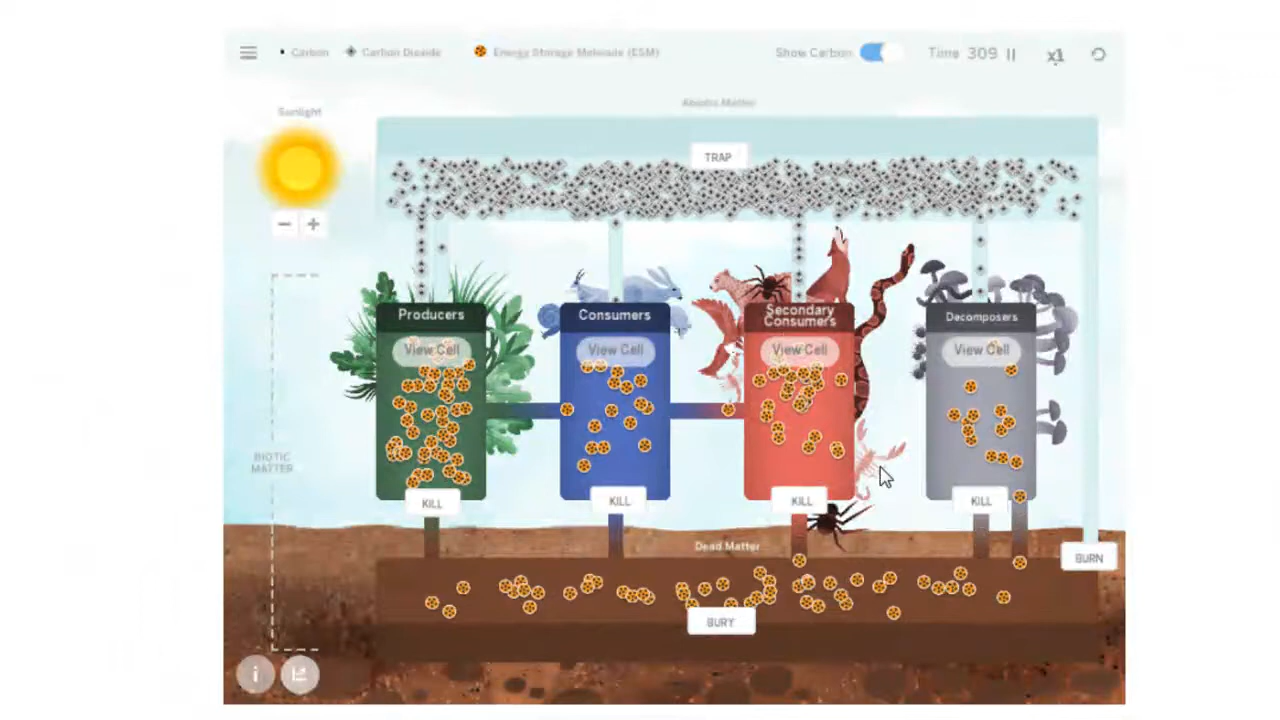 Carbon
Carbon Dioxide
Energy Storage Molecule (ESM)
Show Carbon
Time 309
x1
Abiotic Matter
Sunlight
TRAP
Producers
Consumers
Secondary
Consumers
Decomposers
View Cell
View Cell
View Cell
View Cell
BIOTIC
MATTER
KILL
KILL
KILL
KILL
Dead Matter
BURN
BURY
i